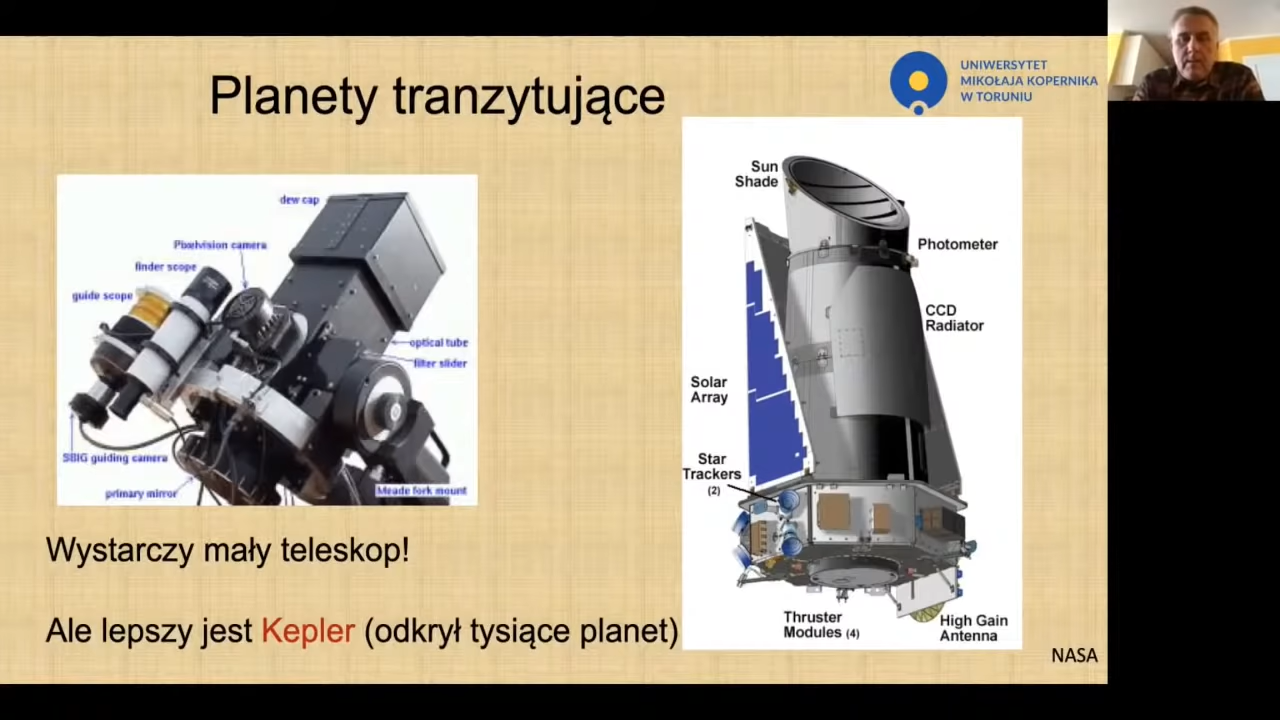 Planety tranzytujące
UNIWERSYTET
MIKOŁAJA KOPERNIKA
W TORUNIU
dew cap
Pixelvision camera
finder scope
guide scope
optical tube
filter slider
SBIG guiding camera
primary mirror
Meade fork mount
Sun
Shade
Photometer
CCD
Radiator
Solar
Array
Star
Trackers
(2)
Thruster
Modules (4)
High Gain
Antenna
Wystarczy mały teleskop!
Ale lepszy jest Kepler (odkrył tysiące planet)
NASA